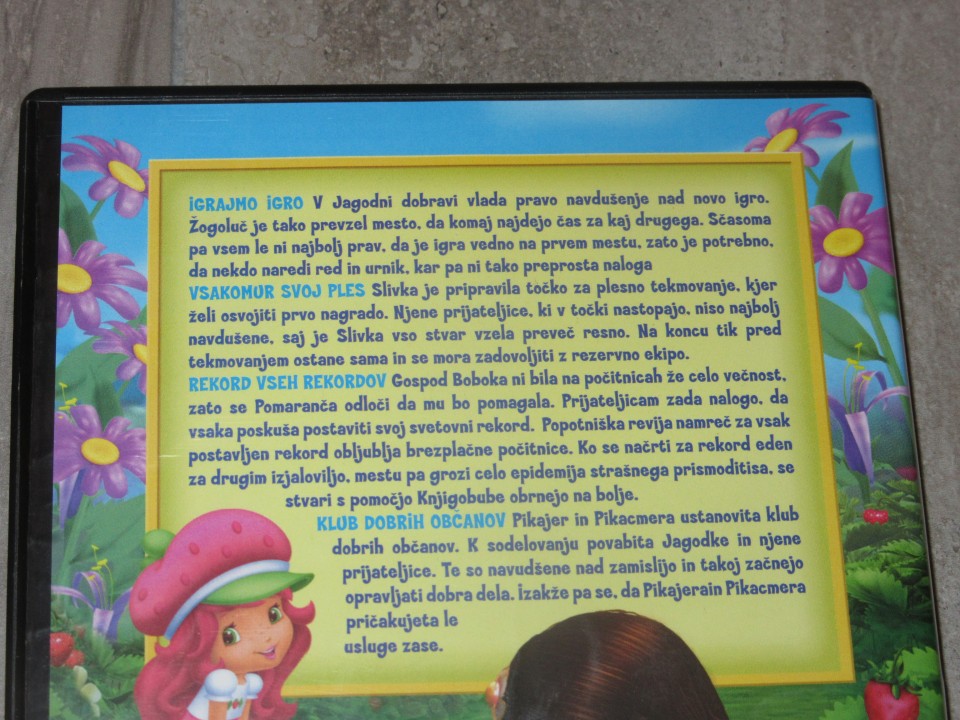 iGRAJMO iGRO V Jagodni dobravi vlada pravo navdušenje nad novo igro.
Žogoluč je tako prevzel mesto, da komaj najdejo čas za kaj drugega. Sčasoma
pa vsem le ni najbolj prav, da je igra vedno na prvem mestu, zato je potrebno,
da nekdo naredi red in urnik, kar pa ni tako preprosta naloga
VSAKOMUR SVOJ PLES Slivka je pripravila točko za plesno tekmovanje, kjer
želi osvojiti prvo nagrado. Njene prijateljice, ki v točki nastopajo, niso najbolj
navdušene, saj je Slivka vso stvar vzela preveč resno. Na koncu tik pred
tekmovanjem ostane sama in se mora zadovoljiti z rezervno ekipo.
REKORD VSEH REKORDOV Gospod Boboka ni bila na počitnicah že celo večnost,
zato se Pomaranča odloči da mu bo pomagala. Prijateljicam zada nalogo, da
vsaka poskuša postaviti svoj svetovni rekord. Popotniška revija namreč za vsak
postavljen rekord obljublja brezplačne počitnice. Ko se načrti za rekord eden
za drugim izjaloviljo, mestu pa grozi celo epidemija strašnega prismoditisa, se
stvari s pomočjo Knjigobube obrnejo na bolje.
KLUB DOBRiH OBČANOV Pikajer in Pikacmera ustanovita klub
dobrih občanov. K sodelovanju povabita Jagodke in njene
prijateljice. Te so navudšene nad zamislijo in takoj začnejo
opravljati dobra dela. izakže pa se, da Pikajerain Pikacmera
pričakujeta le
usluge zase.